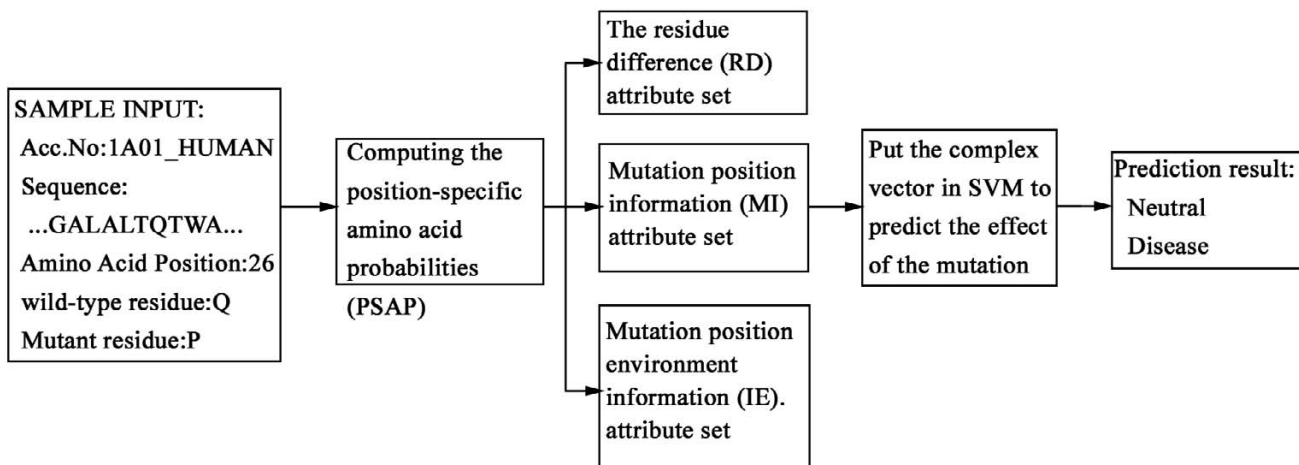 SAMPLE INPUT:
Acc.No:1A01_HUMAN
Sequence:
...GALALTQTWA...
Amino Acid Position:26
wild-type residue:Q
Mutant residue:P
Computing the
position-specific
amino acid
probabilities
(PSAP)
The residue
difference (RD)
attribute set
Mutation position
information (MI)
attribute set
Mutation position
environment
information (IE).
attribute set
Put the complex
vector in SVM to
predict the effect
of the mutation
Prediction result:
Neutral
Disease